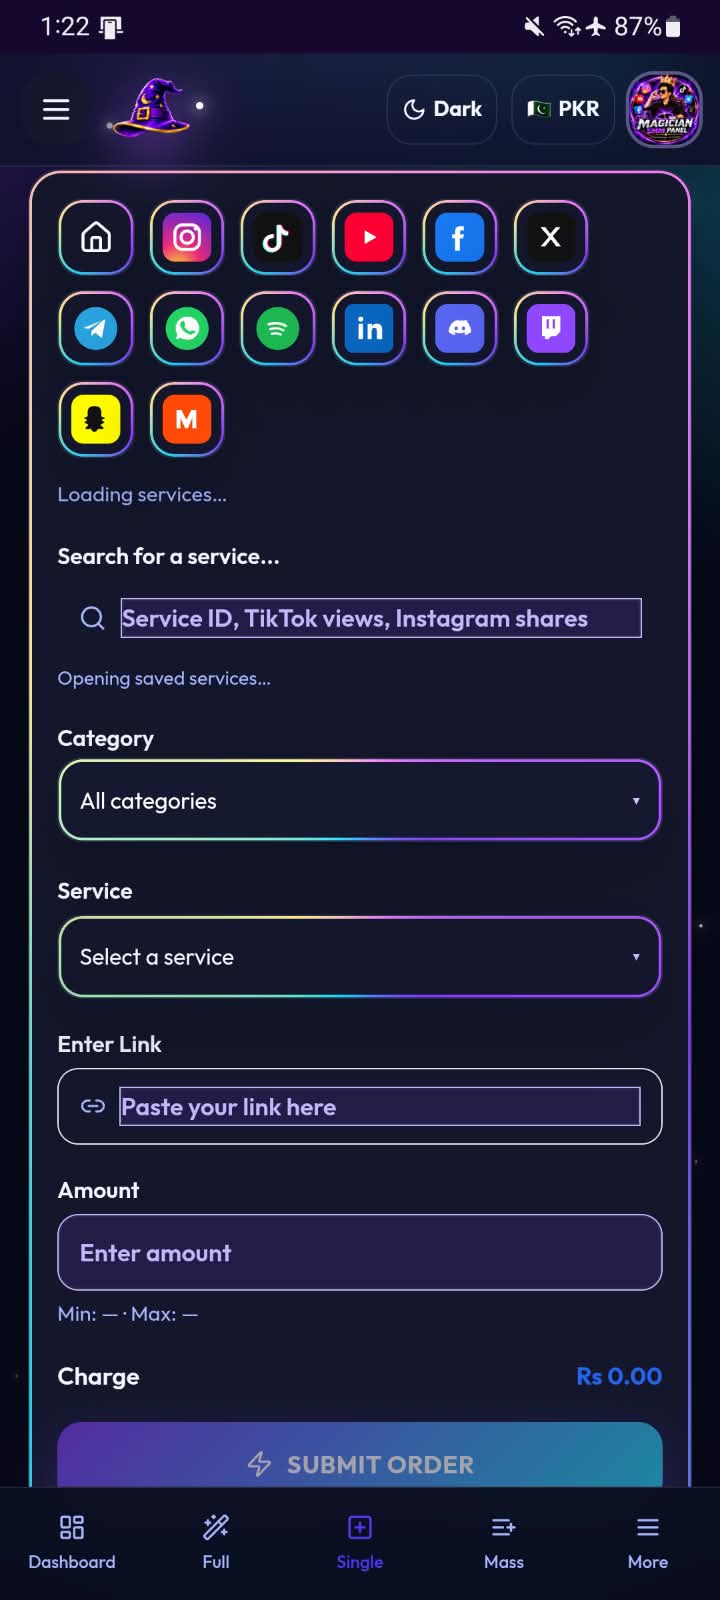 1:22
87%
Dark
PKR
MAGICIAN
SMM PANEL
Loading services...
Search for a service...
Service ID, TikTok views, Instagram shares
Opening saved services...
Category
All categories
Service
Select a service
Enter Link
Paste your link here
Amount
Enter amount
Min: — · Max: —
Charge
Rs 0.00
SUBMIT ORDER
Dashboard
Full
Single
Mass
More